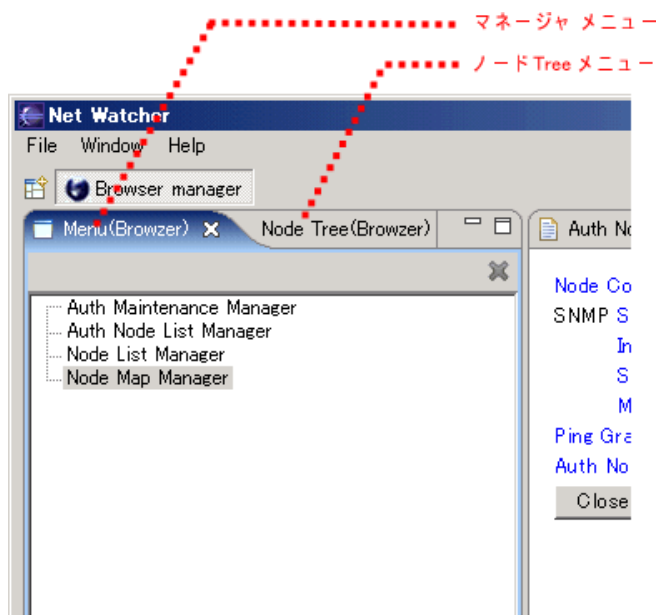 マネージャ メニュー
ノードTreeメニュー
Net Watcher
File Window Help
Browser manager
Menu(Browzer) Node Tree(Browzer) Auth No
Auth Maintenance Manager
Auth Node List Manager
Node List Manager
Node Map Manager
Node Co
SNMP S
In
S
M
Ping Gra
Auth No
Close